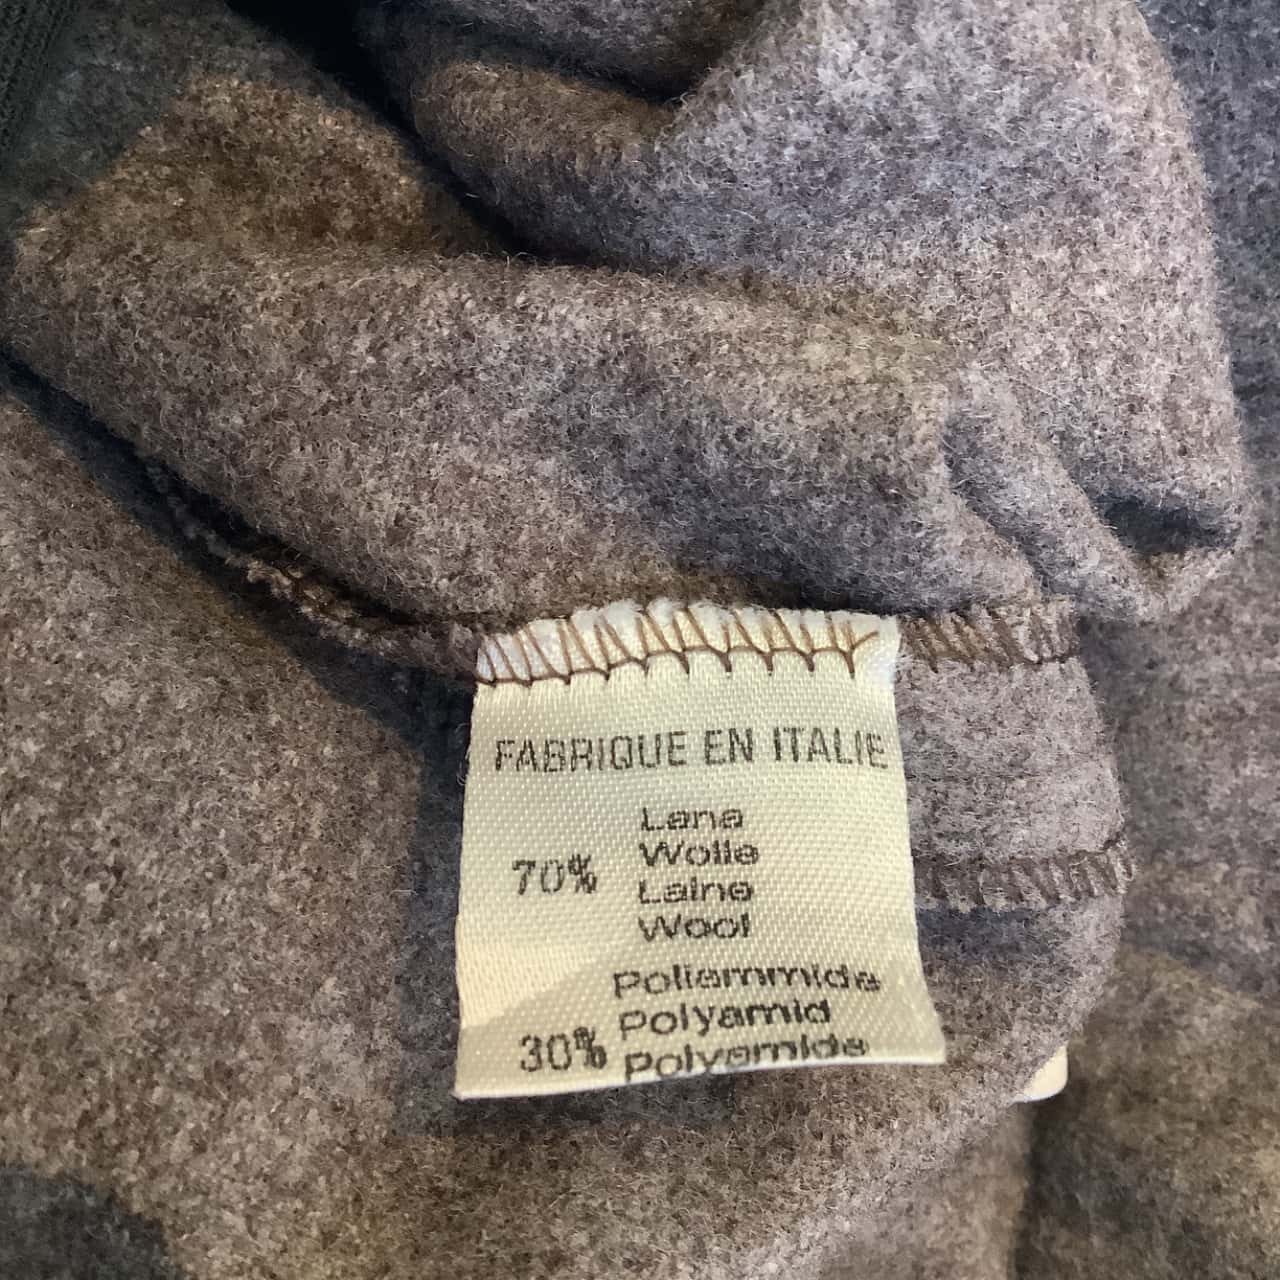 FABRIQUE EN ITALIE
70%
Lana
Wolle
Laine
Wool
30%
Poliammide
Polyamid
Polyamide